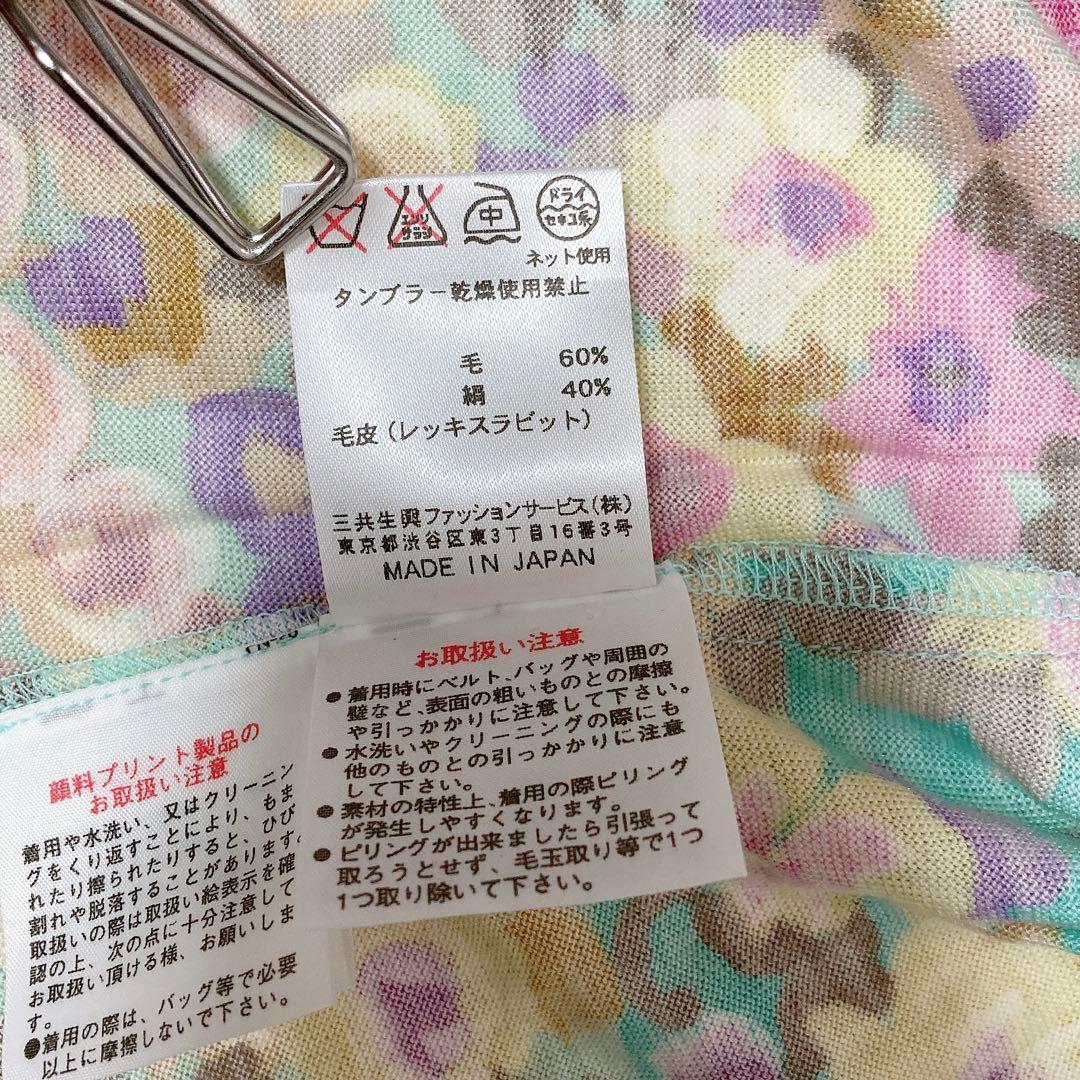 エンソ
サラシ
中
ドライ
セキユ系
ネット使用
タンブラー乾燥使用禁止
毛 60%
絹 40%
毛皮(レッキスラビット)
三共生興ファッションサービス(株)
東京都渋谷区東3丁目16番3号
MADE IN JAPAN
お取扱い注意
●着用時にベルト、バッグや周囲の
壁など、表面の粗いものとの摩擦
や引っかかりに注意して下さい。
●水洗いやクリーニングの際にも
他のものとの引っかかりに注意
して下さい。
●素材の特性上、着用の際ピリング
が発生しやすくなります。
●ピリングが出来ましたら引張って
取ろうとせず、毛玉取り等で1つ
1つ取り除いて下さい。
顔料プリント製品の
お取扱い注意
着用や水洗い、又はクリーニン
グをくり返すことにより、もま
れたり擦られたりすると、ひび
割れや脱落することがあります。
取扱いの際は取扱い絵表示を確
認の上、次の点に十分注意して
お取扱い頂ける様、お願いしま
す。
●着用の際は、バッグ等で必要
以上に摩擦しないで下さい。